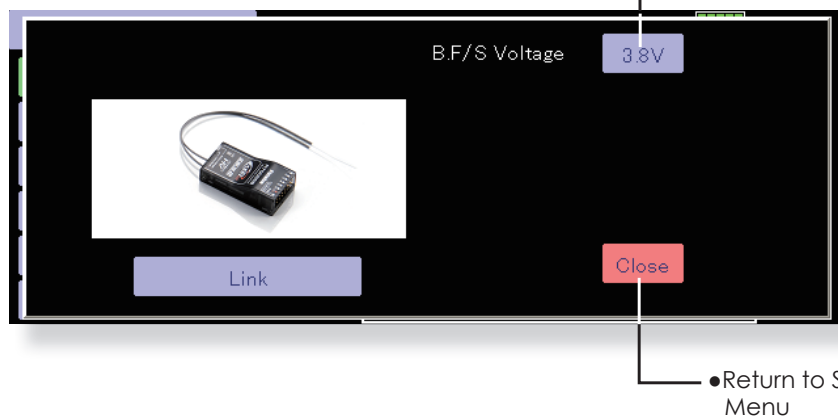 B.F/S Voltage 3.8V
Link
Close
●Return to S
Menu